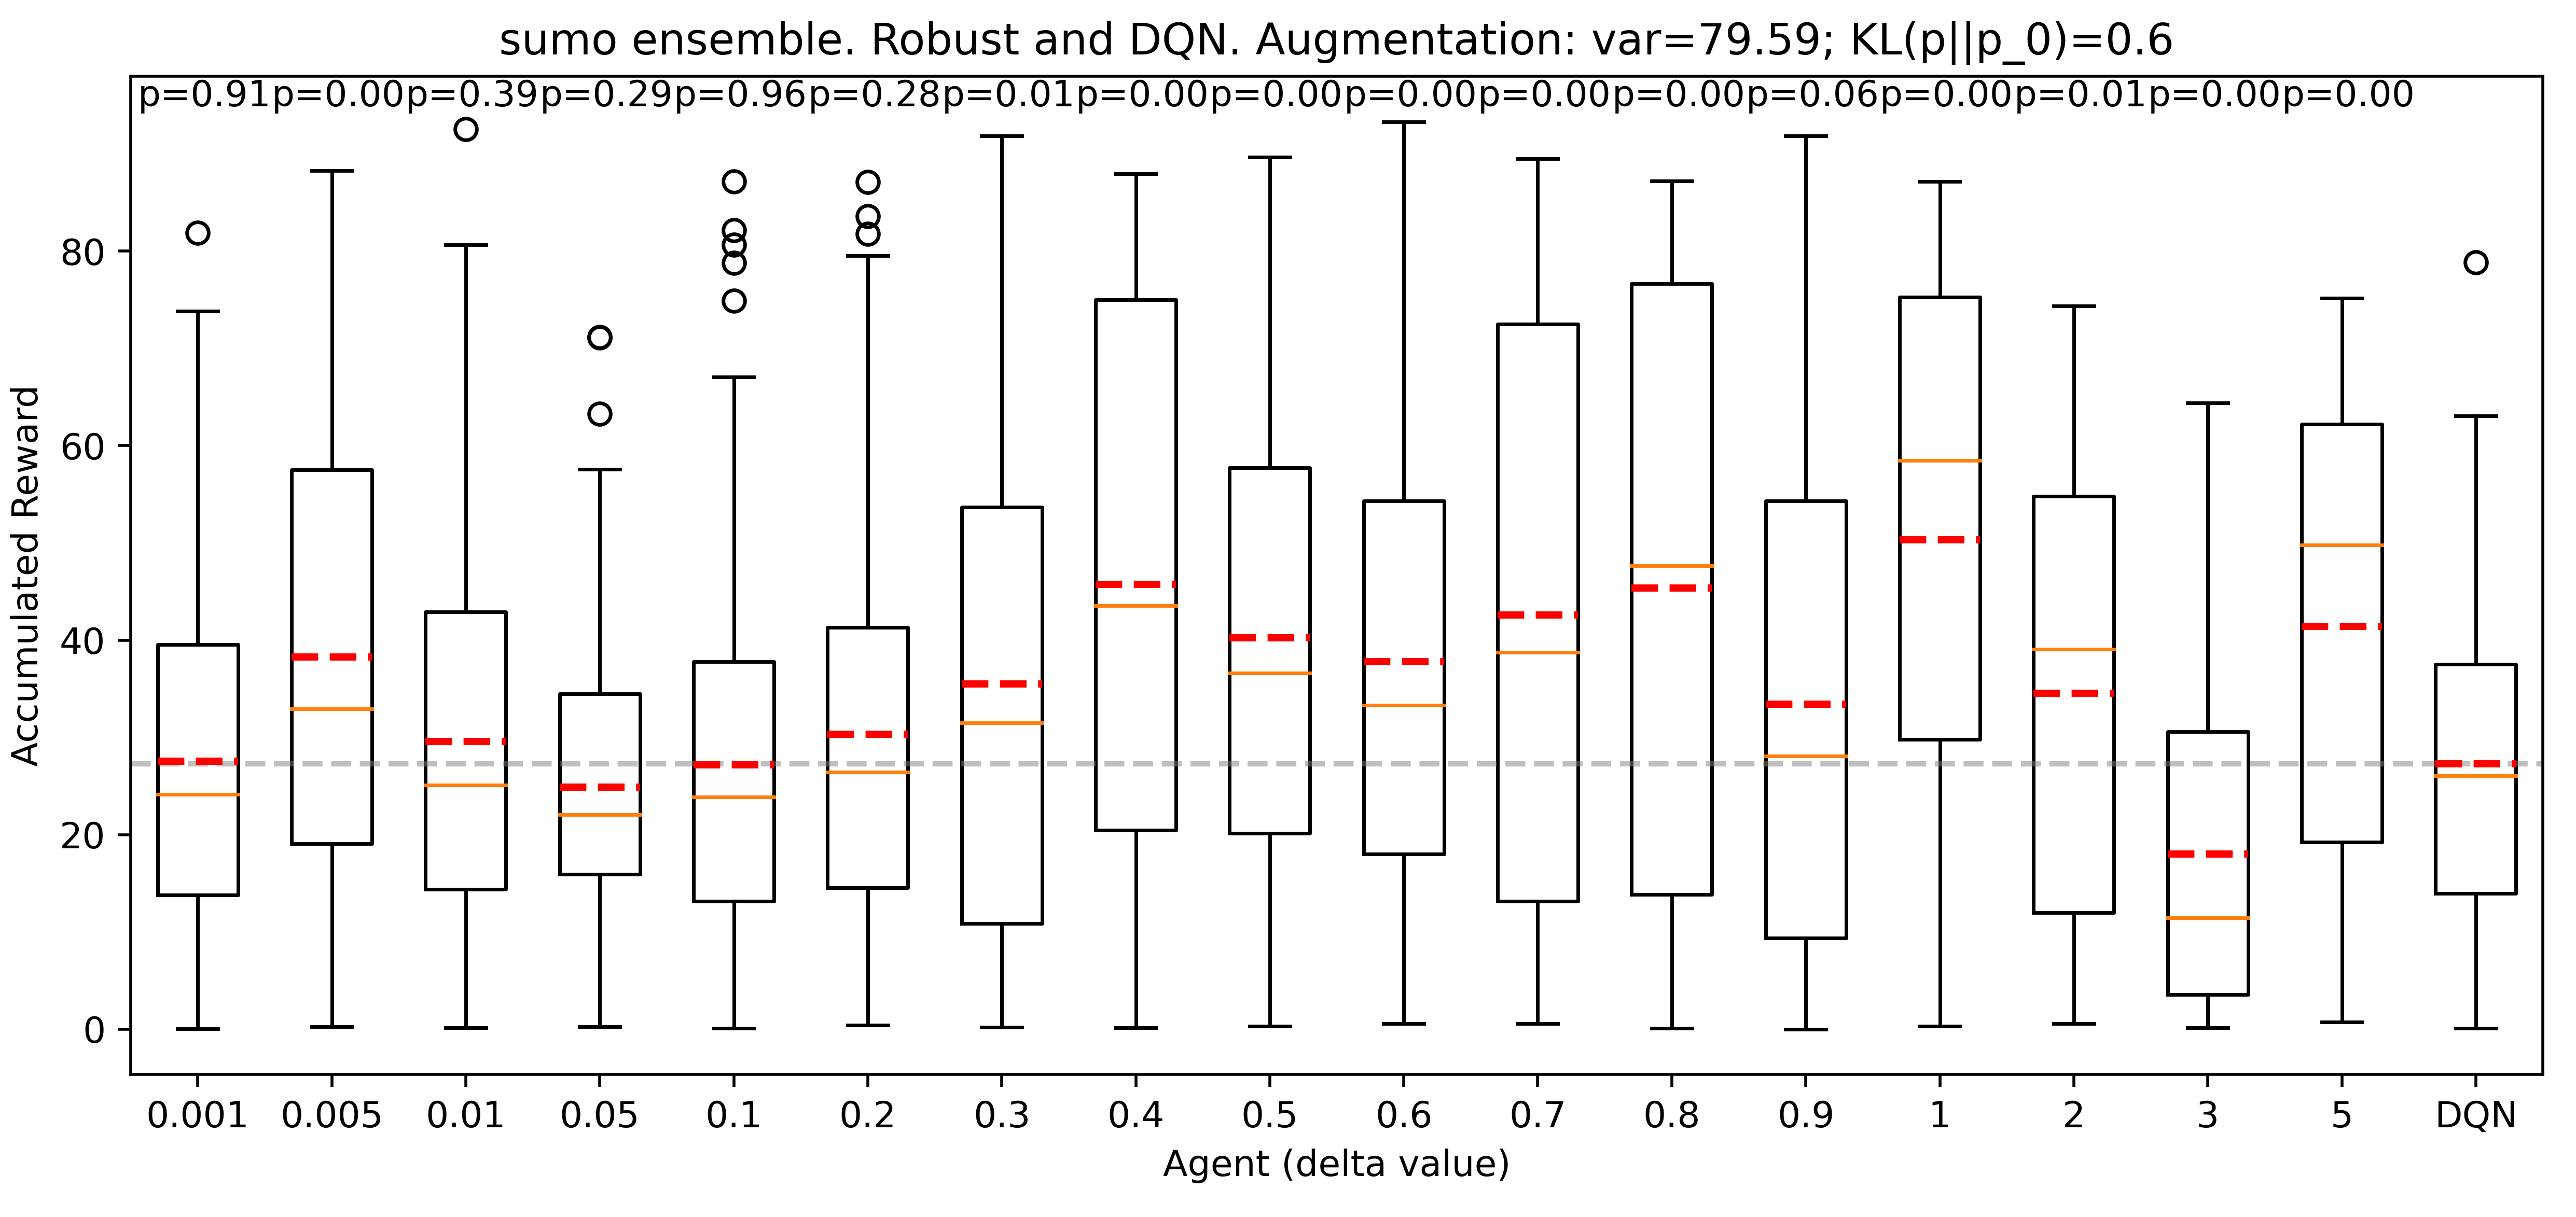 sumo ensemble. Robust and DQN. Augmentation: var=79.59; KL(p||p_0)=0.6
p=0.91p=0.00p=0.39p=0.29p=0.96p=0.28p=0.01p=0.00p=0.00p=0.00p=0.00p=0.00p=0.06p=0.00p=0.01p=0.00p=0.00
80
60
40
20
0
Accumulated Reward
0.001 0.005 0.01 0.05 0.1 0.2 0.3 0.4 0.5 0.6 0.7 0.8 0.9 1 2 3 5 DQN
Agent (delta value)